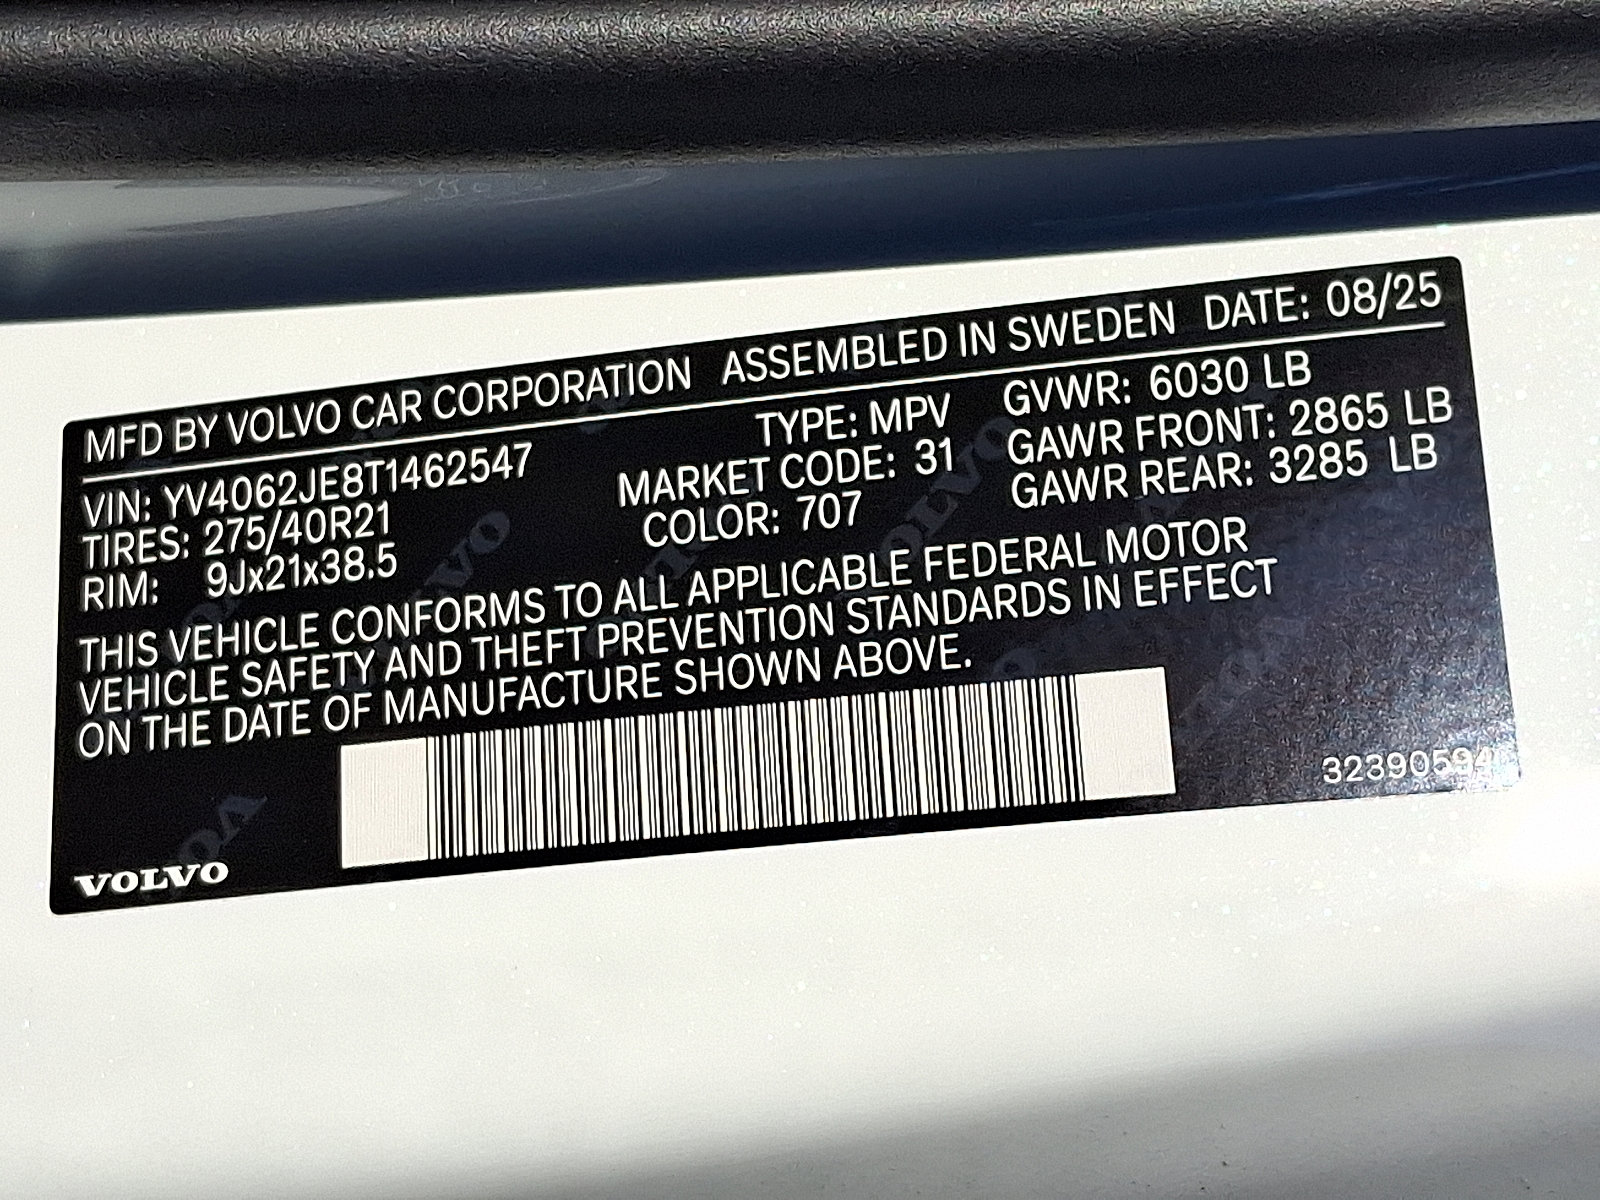 MFD BY VOLVO CAR CORPORATION ASSEMBLED IN SWEDEN DATE: 08/25
VIN: YV4062JE8T1462547 TYPE: MPV GVWR: 6030 LB
TIRES: 275/40R21 MARKET CODE: 31 GAWR FRONT: 2865 LB
RIM: 9Jx21x38.5 COLOR: 707 GAWR REAR: 3285 LB
THIS VEHICLE CONFORMS TO ALL APPLICABLE FEDERAL MOTOR
VEHICLE SAFETY AND THEFT PREVENTION STANDARDS IN EFFECT
ON THE DATE OF MANUFACTURE SHOWN ABOVE.
32390594
VOLVO